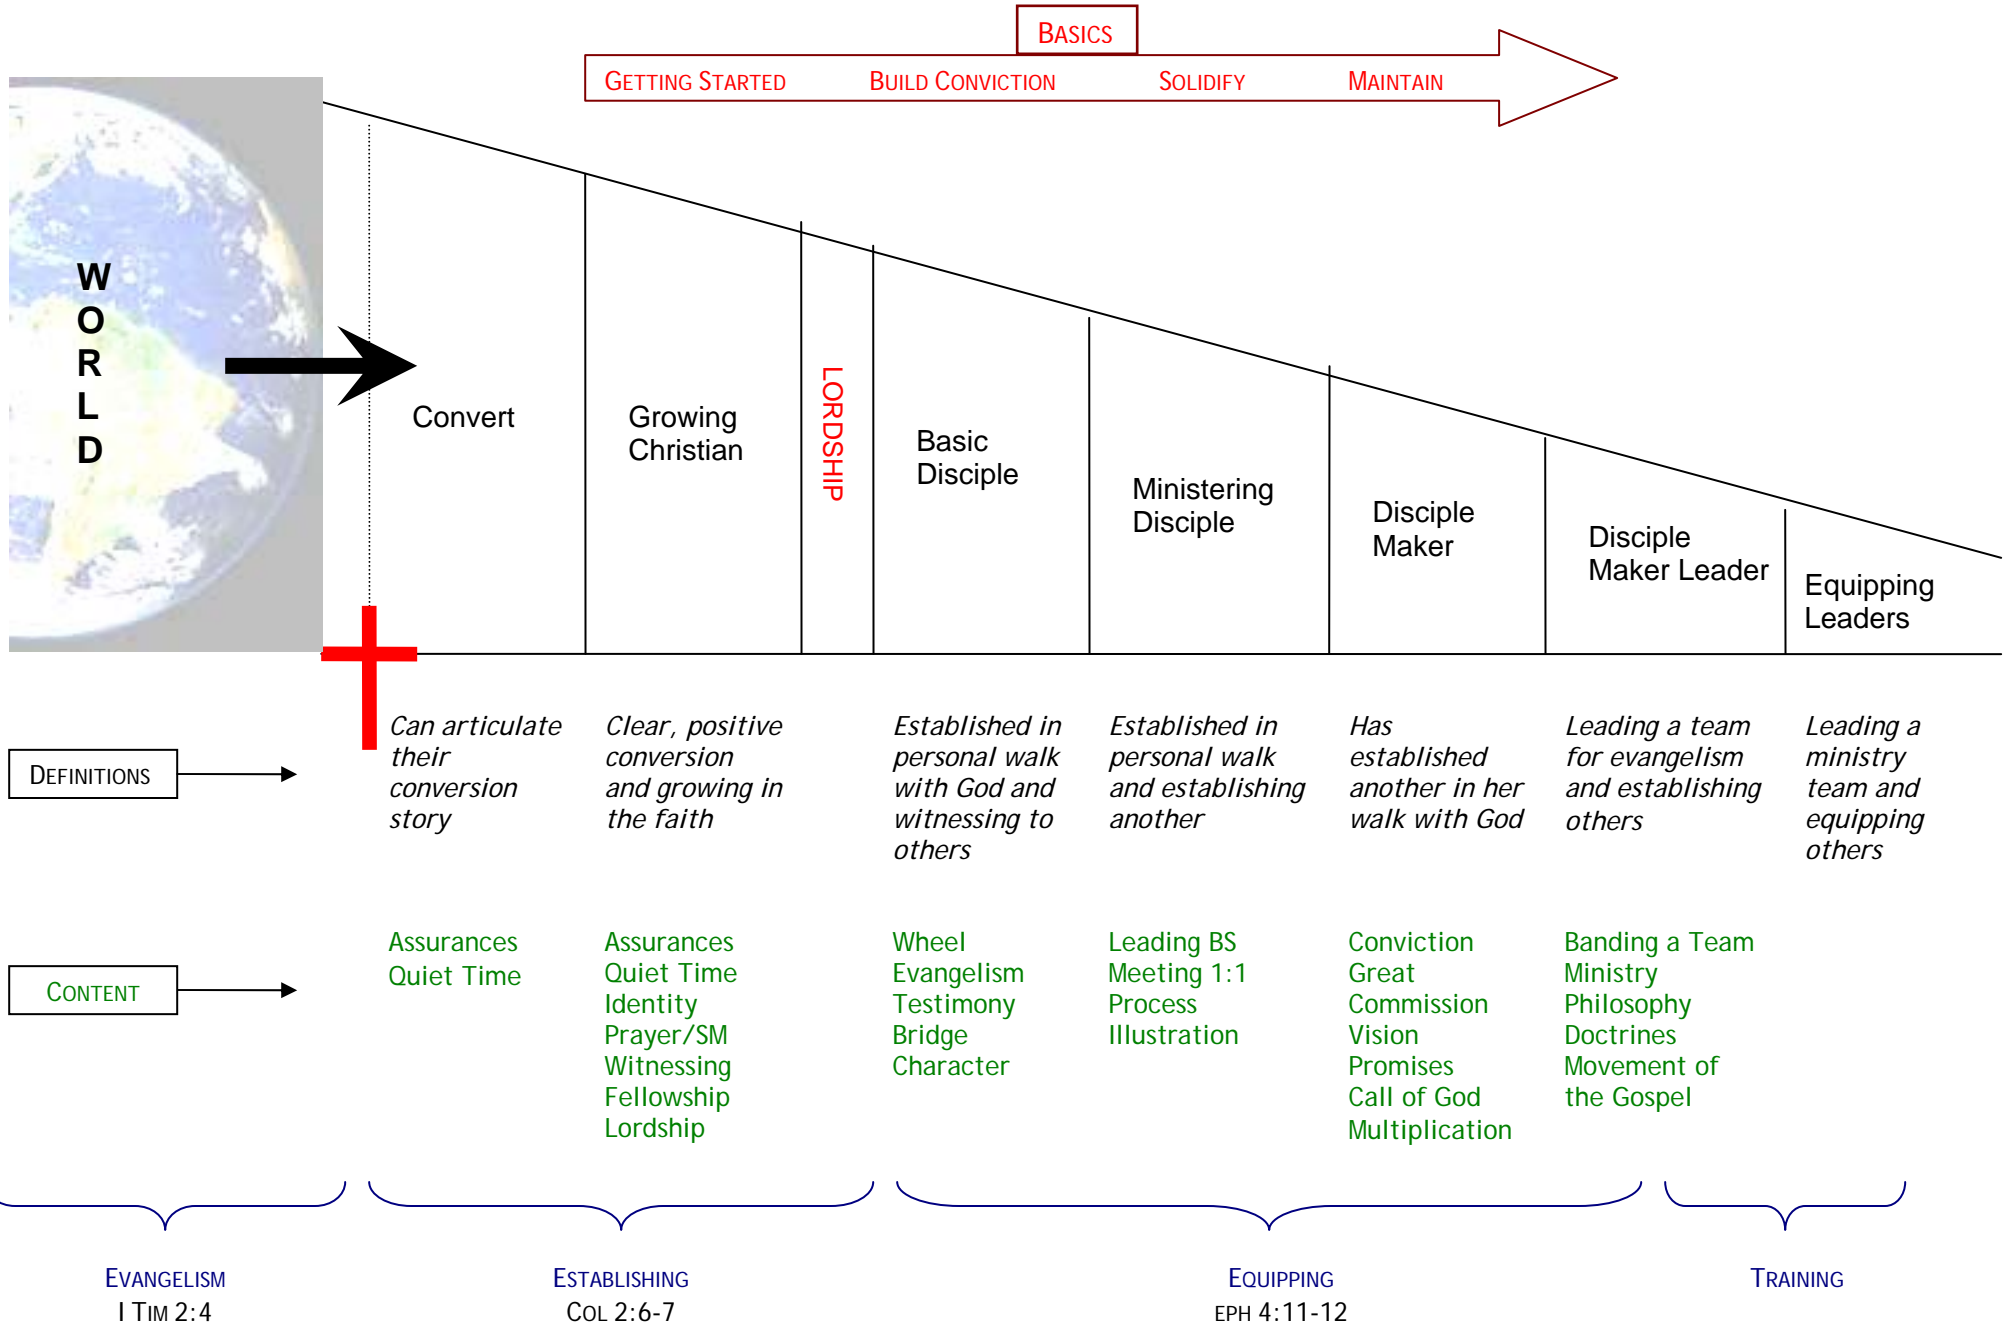 BASICS
GETTING STARTED BUILD CONVICTION SOLIDIFY MAINTAIN
W
O
R
L
D
Convert
Growing
Christian
LORDSHIP
Basic
Disciple
Ministering
Disciple
Disciple
Maker
Disciple
Maker Leader
Equipping
Leaders
DEFINITIONS
Can articulate
their
conversion
story
Clear, positive
conversion
and growing in
the faith
Established in
personal walk
with God and
witnessing to
others
Established in
personal walk
and establishing
another
Has
established
another in her
walk with God
Leading a team
for evangelism
and establishing
others
Leading a
ministry
team and
equipping
others
CONTENT
Assurances
Quiet Time
Assurances
Quiet Time
Identity
Prayer/SM
Witnessing
Fellowship
Lordship
Wheel
Evangelism
Testimony
Bridge
Character
Leading BS
Meeting 1:1
Process
Illustration
Conviction
Great
Commission
Vision
Promises
Call of God
Multiplication
Banding a Team
Ministry
Philosophy
Doctrines
Movement of
the Gospel
EVANGELISM
I TIM 2:4
ESTABLISHING
COL 2:6-7
EQUIPPING
EPH 4:11-12
TRAINING